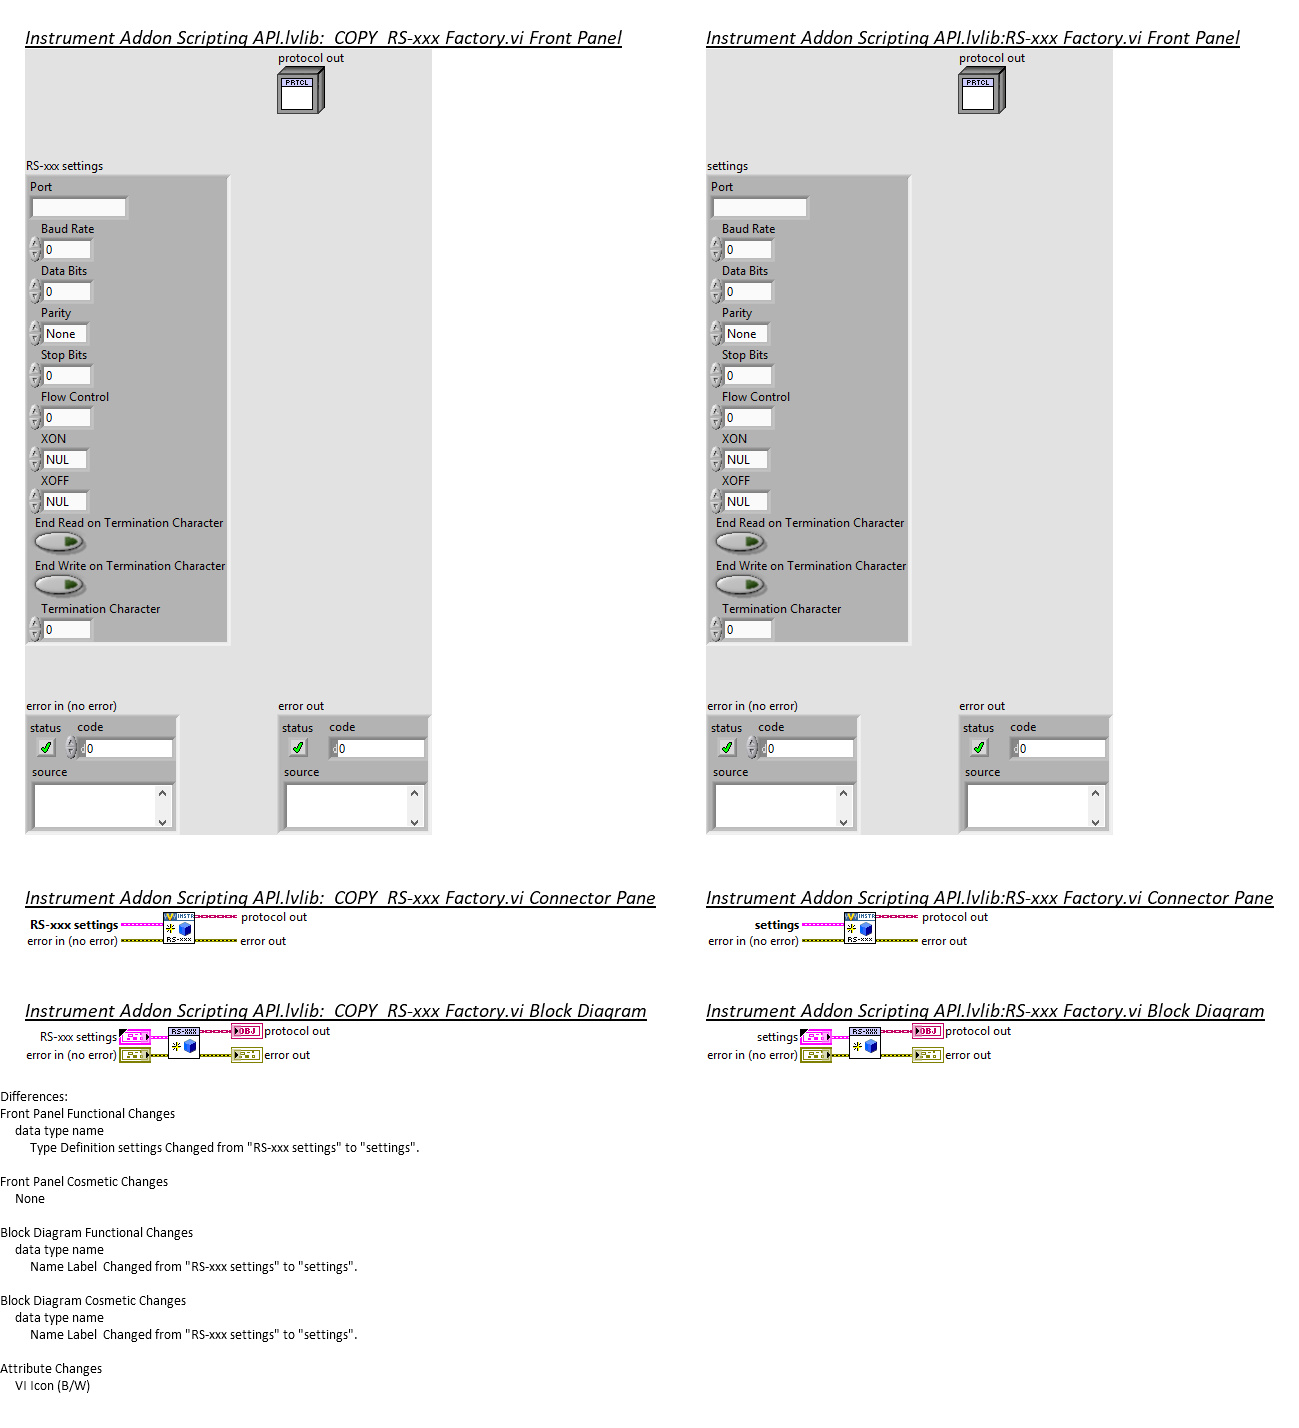 Instrument Addon Scripting API.lvlib:_COPY_RS-xxx Factory.vi Front Panel
protocol out
PRTCL
RS-xxx settings
Port
Baud Rate
0
Data Bits
0
Parity
None
Stop Bits
0
Flow Control
0
XON
NUL
XOFF
NUL
End Read on Termination Character
End Write on Termination Character
Termination Character
0
error in (no error)
status code
d 0
source
error out
status code
d 0
source
Instrument Addon Scripting API.lvlib:RS-xxx Factory.vi Front Panel
protocol out
PRTCL
settings
Port
Baud Rate
0
Data Bits
0
Parity
None
Stop Bits
0
Flow Control
0
XON
NUL
XOFF
NUL
End Read on Termination Character
End Write on Termination Character
Termination Character
0
error in (no error)
status code
d 0
source
error out
status code
d 0
source
Instrument Addon Scripting API.lvlib:_COPY_RS-xxx Factory.vi Connector Pane
RS-xxx settings
error in (no error)
INSTR
RS-xxx
protocol out
error out
Instrument Addon Scripting API.lvlib:RS-xxx Factory.vi Connector Pane
settings
error in (no error)
INSTR
RS-xxx
protocol out
error out
Instrument Addon Scripting API.lvlib:_COPY_RS-xxx Factory.vi Block Diagram
RS-xxx settings
error in (no error)
RS-XXX
OBJ
protocol out
error out
Instrument Addon Scripting API.lvlib:RS-xxx Factory.vi Block Diagram
settings
error in (no error)
RS-XXX
OBJ
protocol out
error out
Differences:
Front Panel Functional Changes
data type name
Type Definition settings Changed from "RS-xxx settings" to "settings".
Front Panel Cosmetic Changes
None
Block Diagram Functional Changes
data type name
Name Label  Changed from "RS-xxx settings" to "settings".
Block Diagram Cosmetic Changes
data type name
Name Label  Changed from "RS-xxx settings" to "settings".
Attribute Changes
VI Icon (B/W)